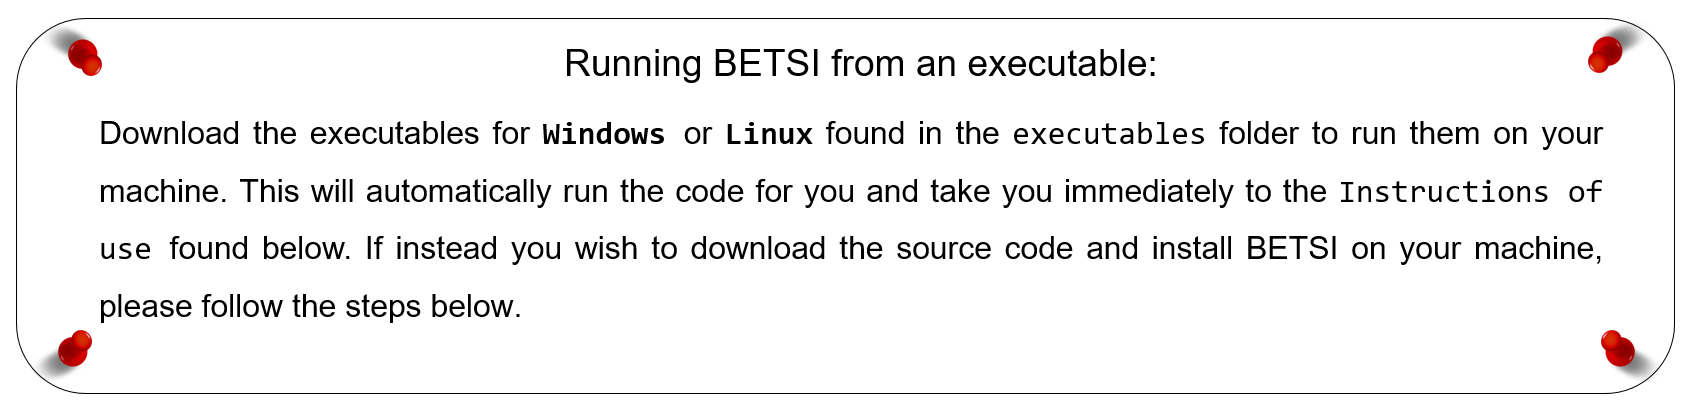 Running BETSI from an executable:
Download the executables for Windows or Linux found in the executables folder to run them on your
machine. This will automatically run the code for you and take you immediately to the Instructions of
use found below. If instead you wish to download the source code and install BETSI on your machine,
please follow the steps below.